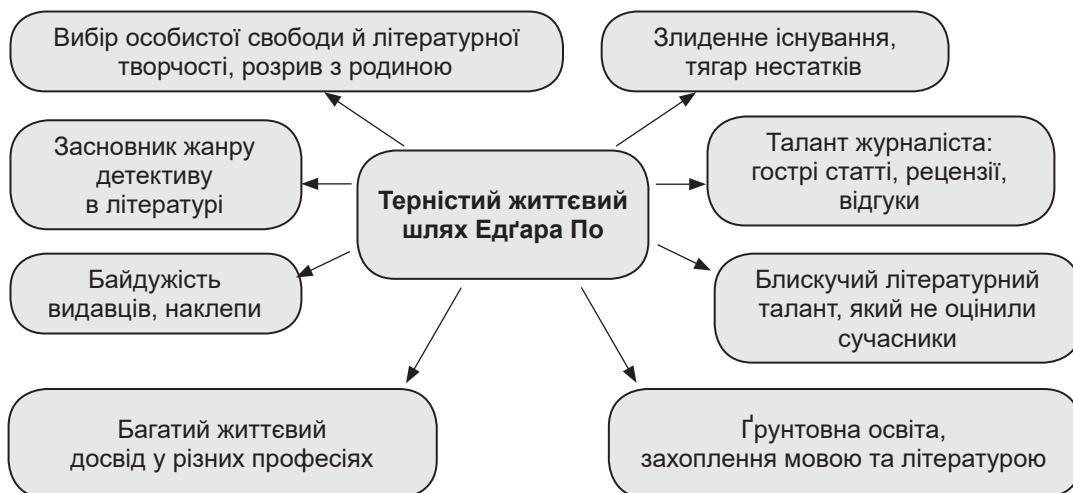 Вибір особистої свободи й літературної
творчості, розрив з родиною
Злиденне існування,
тягар нестатків
Засновник жанру
детективу
в літературі
Терністий життєвий
шлях Едґара По
Талант журналіста:
гострі статті, рецензії,
відгуки
Байдужість
видавців, наклепи
Блискучий літературний
талант, який не оцінили
сучасники
Багатий життєвий
досвід у різних професіях
Ґрунтовна освіта,
захоплення мовою та літературою